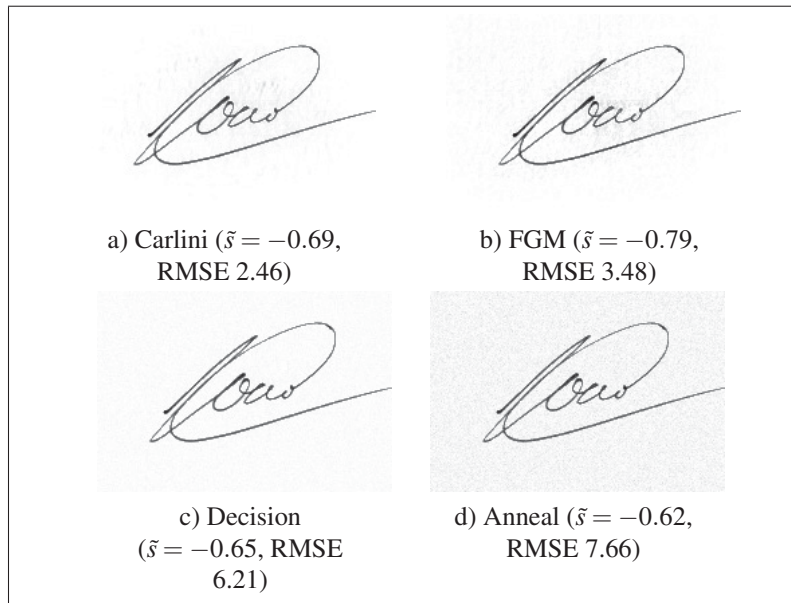 a) Carlini (s̃ = −0.69,
RMSE 2.46)
b) FGM (s̃ = −0.79,
RMSE 3.48)
c) Decision
(s̃ = −0.65, RMSE
6.21)
d) Anneal (s̃ = −0.62,
RMSE 7.66)